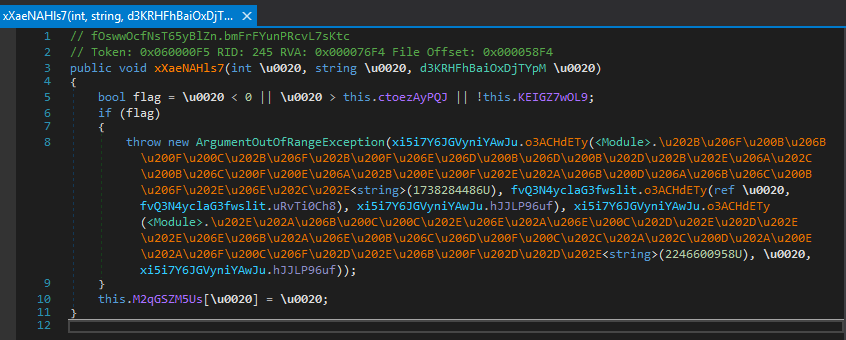 xXaeNAHls7(int, string, d3KRHFhBaiOxDjT... ×
1 // fOswwOcfNsT65yBlZn.bmFrFYunPRcvL7sKtc
2 // Token: 0x060000F5 RID: 245 RVA: 0x000076F4 File Offset: 0x000058F4
3 public void xXaeNAHls7(int \u0020, string \u0020, d3KRHFhBaiOxDjTYpM \u0020)
4 {
5 bool flag = \u0020 < 0 || \u0020 > this.ctoezAyPQJ || !this.KEIGZ7wOL9;
6 if (flag)
7 {
8 throw new ArgumentOutOfRangeException(xi5i7Y6JGVyniYAwJu.o3ACHdETy(<Module>.\u202B\u206F\u200B\u206B
\u200F\u200C\u202B\u206F\u202B\u200F\u206E\u206D\u200B\u206D\u200B\u202D\u202B\u202E\u206A\u202C
\u200B\u206C\u200F\u200E\u206A\u202B\u200E\u200E\u202A\u200E\u202D\u206A\u206A\u206B\u206C\u200B
\u206F\u202E\u206E\u202C\u202E<string>(1738284486U), fvQ3N4yclaG3fwslit.o3ACHdETy(ref \u0020,
fvQ3N4yclaG3fwslit.uRvTi0Ch8), xi5i7Y6JGVyniYAwJu.hJJLP96uf), xi5i7Y6JGVyniYAwJu.o3ACHdETy
(<Module>.\u202E\u202A\u206B\u200C\u200C\u202E\u206E\u202A\u206E\u200C\u202D\u202E\u202D\u202E
\u202E\u206E\u206B\u206E\u200B\u206C\u206D\u200F\u200C\u202C\u202A\u202C\u200D\u202A\u200E
\u202A\u206F\u200F\u206F\u202D\u202E\u206B\u200F\u202D\u202D\u202E<string>(2246600958U), \u0020,
xi5i7Y6JGVyniYAwJu.hJJLP96uf));
9 }
10 this.M2qGSZM5Us[\u0020] = \u0020;
11 }
12